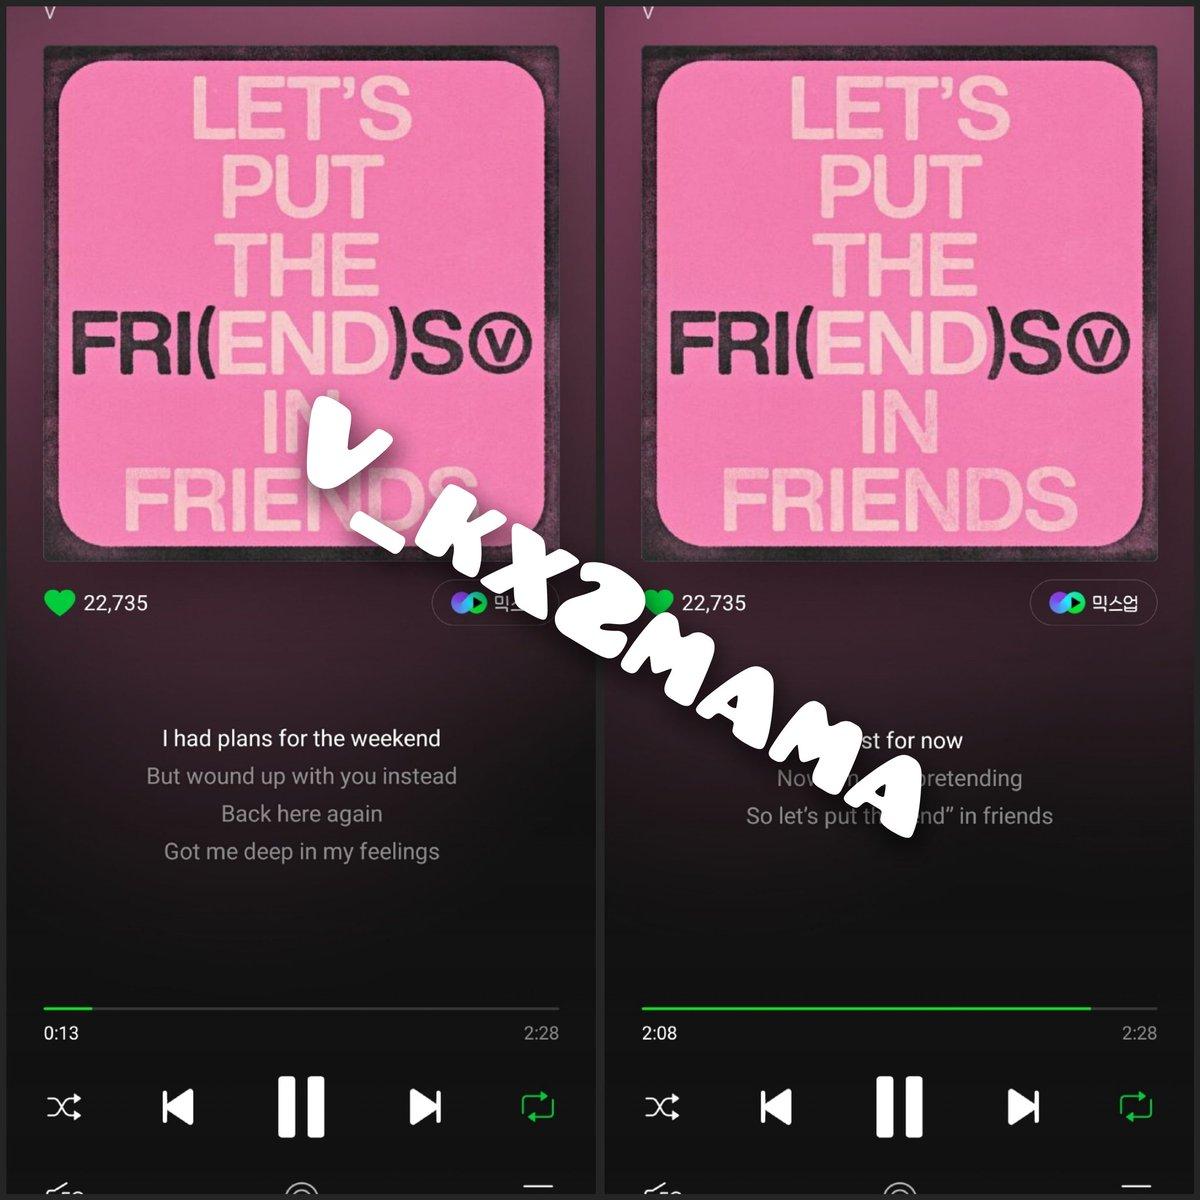 V
LET'S
PUT
THE
FRI(END)S Ⓥ
IN
FRIENDS
22,735
I had plans for the weekend
But wound up with you instead
Back here again
Got me deep in my feelings
0:13
2:28
V
LET'S
PUT
THE
FRI(END)S Ⓥ
IN
FRIENDS
22,735
믹스업
for now
pretending
So let's put in friends
2:08
2:28
V_KX2MAMA